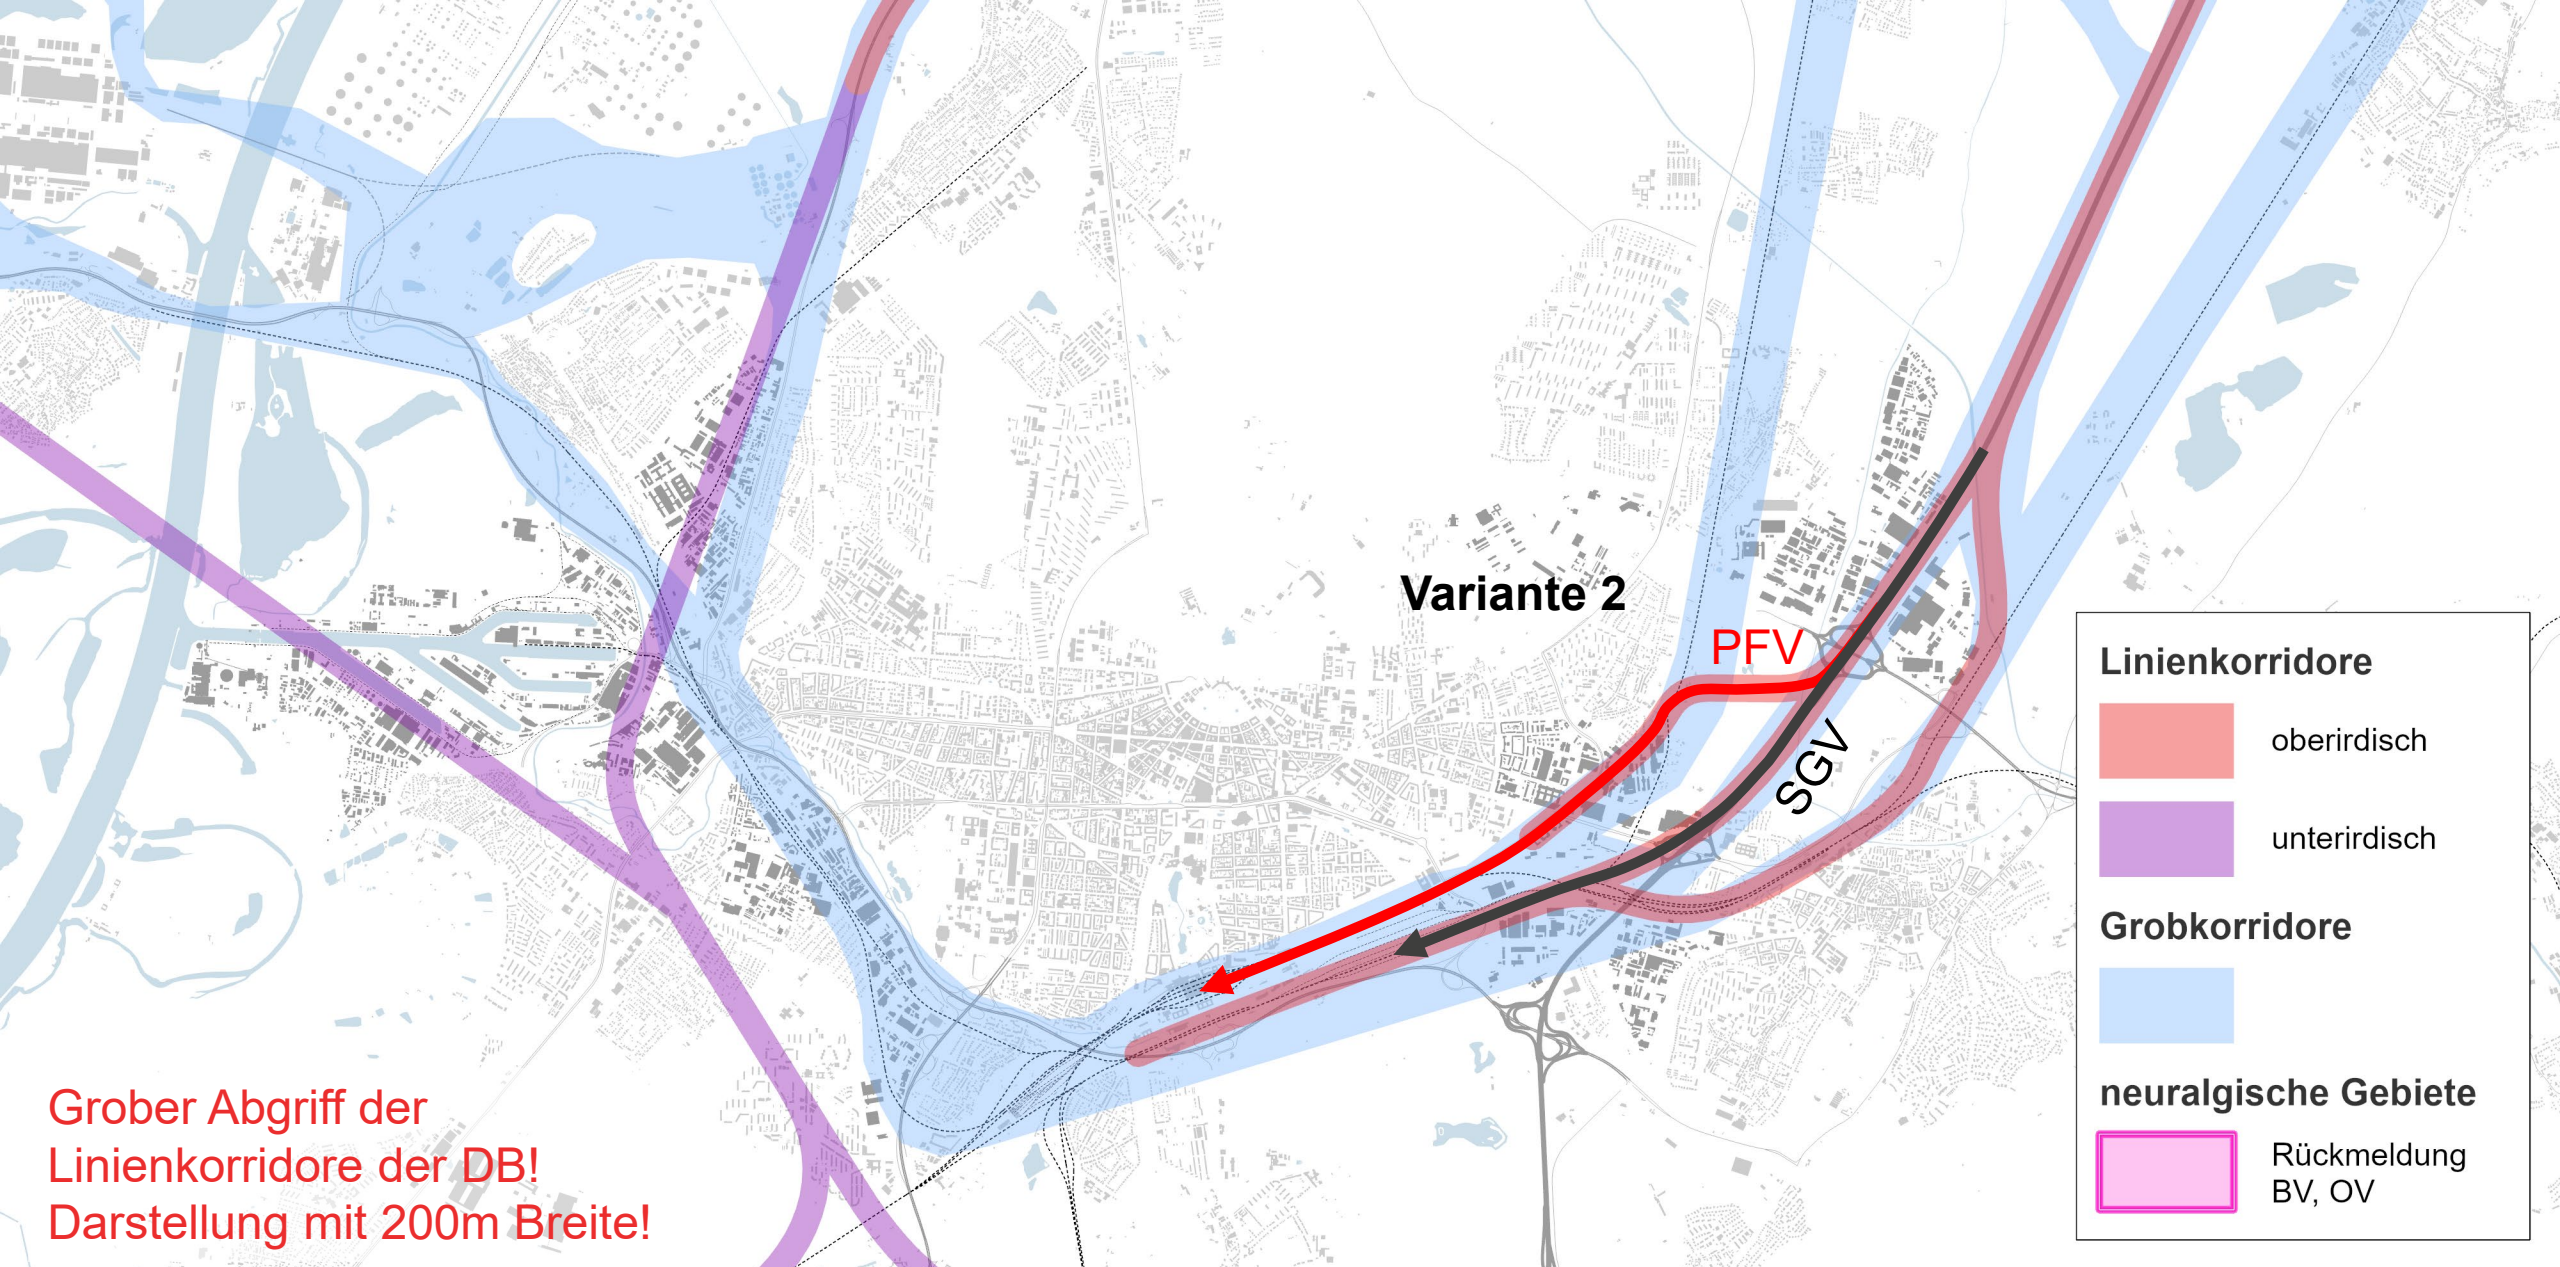 Variante 2
PFV
SGV
Linienkorridore
oberirdisch
unterirdisch
Grobkorridore
neuralgische Gebiete
Rückmeldung
BV, OV
Grober Abgriff der
Linienkorridore der DB!
Darstellung mit 200m Breite!